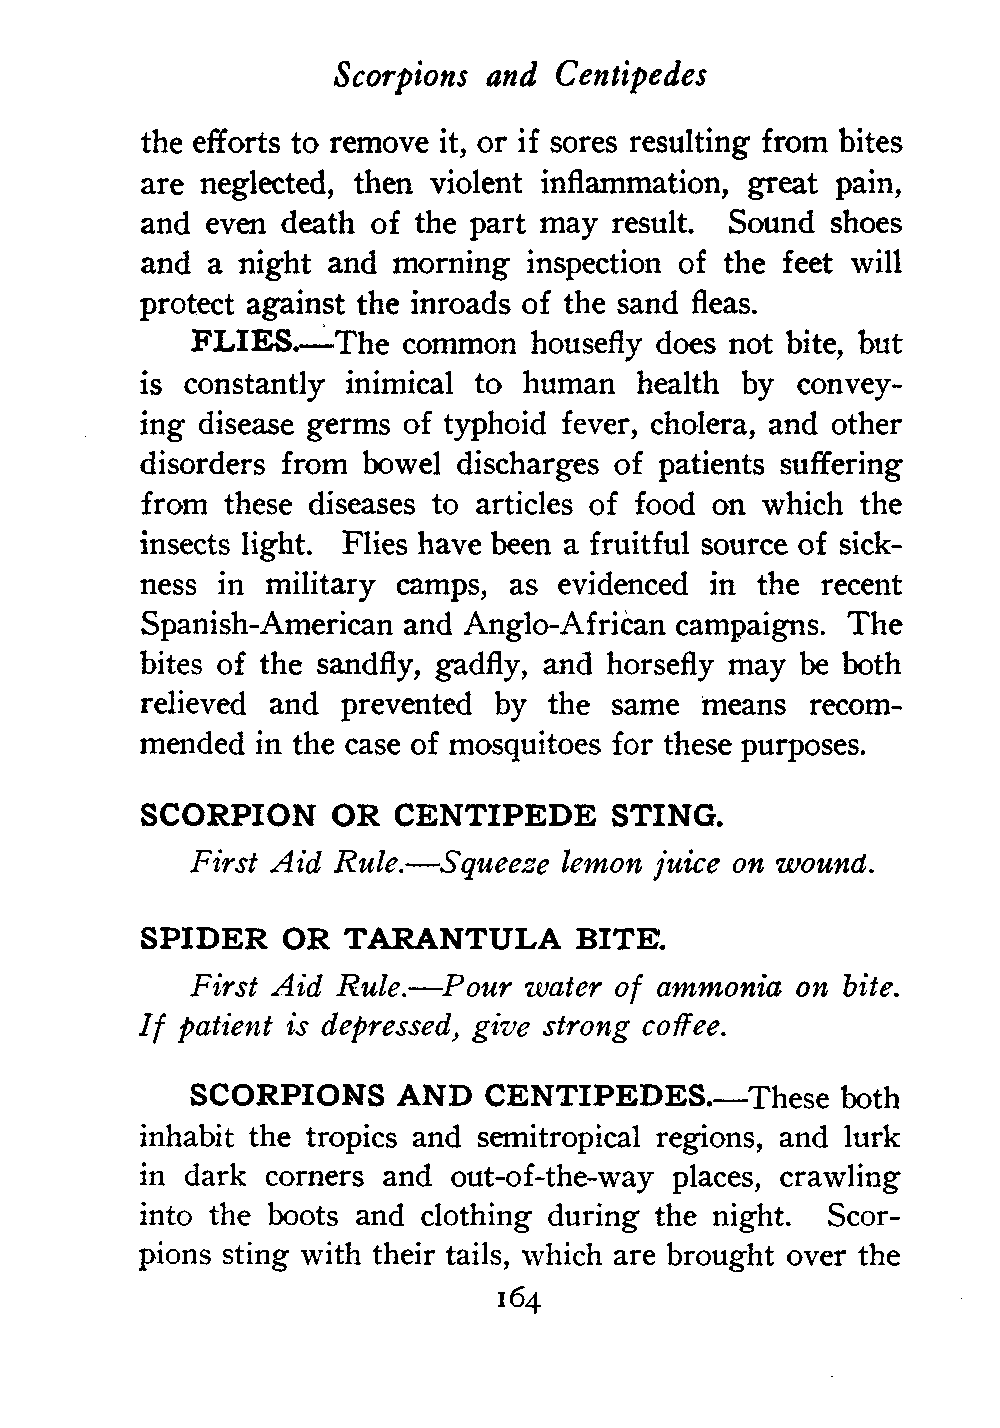 Scorpions and Centipedes
the efforts to remove it, or if sores resulting from bites
are neglected, then violent inflammation, great pain,
and even death of the part may result. Sound shoes
and a night and morning inspection of the feet will
protect against the inroads of the sand fleas.
FLIES.—The common housefly does not bite, but
is constantly inimical to human health by convey-
ing disease germs of typhoid fever, cholera, and other
disorders from bowel discharges of patients suffering
from these diseases to articles of food on which the
insects light. Flies have been a fruitful source of sick-
ness in military camps, as evidenced in the recent
Spanish-American and Anglo-African campaigns. The
bites of the sandfly, gadfly, and horsefly may be both
relieved and prevented by the same means recom-
mended in the case of mosquitoes for these purposes.
SCORPION OR CENTIPEDE STING.
First Aid Rule.—Squeeze lemon juice on wound.
SPIDER OR TARANTULA BITE.
First Aid Rule.—Pour water of ammonia on bite.
If patient is depressed, give strong coffee.
SCORPIONS AND CENTIPEDES.—These both
inhabit the tropics and semitropical regions, and lurk
in dark corners and out-of-the-way places, crawling
into the boots and clothing during the night. Scor-
pions sting with their tails, which are brought over the
164